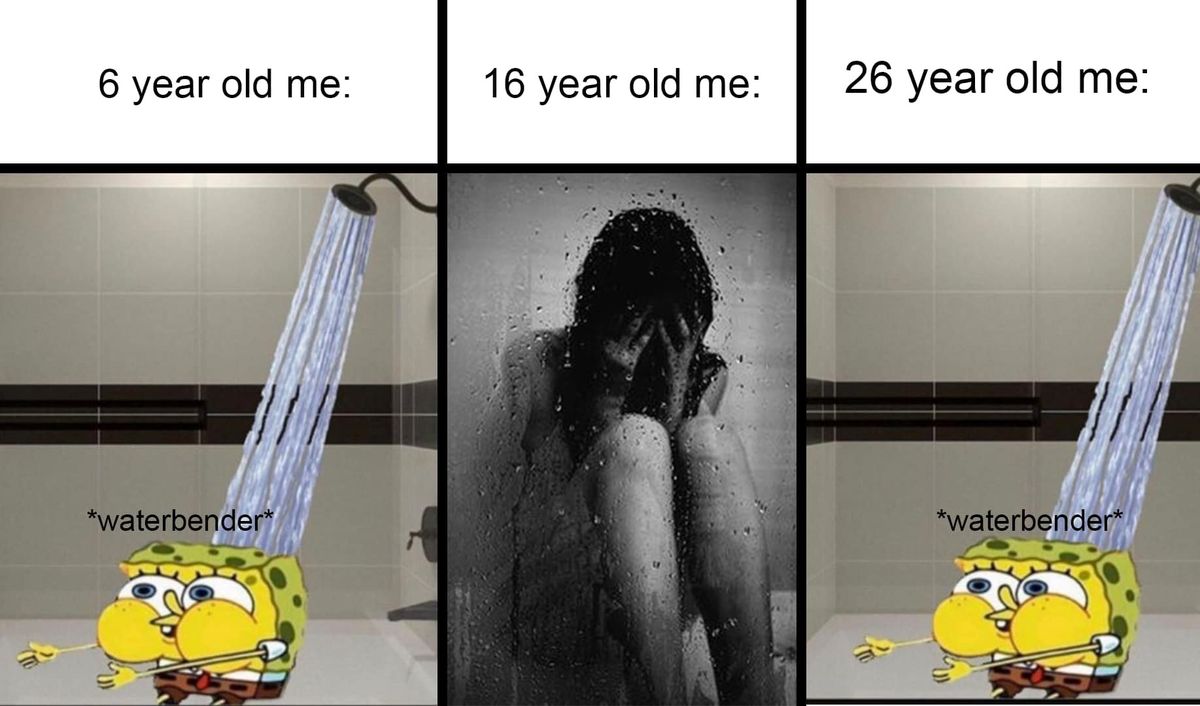 6 year old me:
16 year old me:
26 year old me:
*waterbender*
*waterbender*